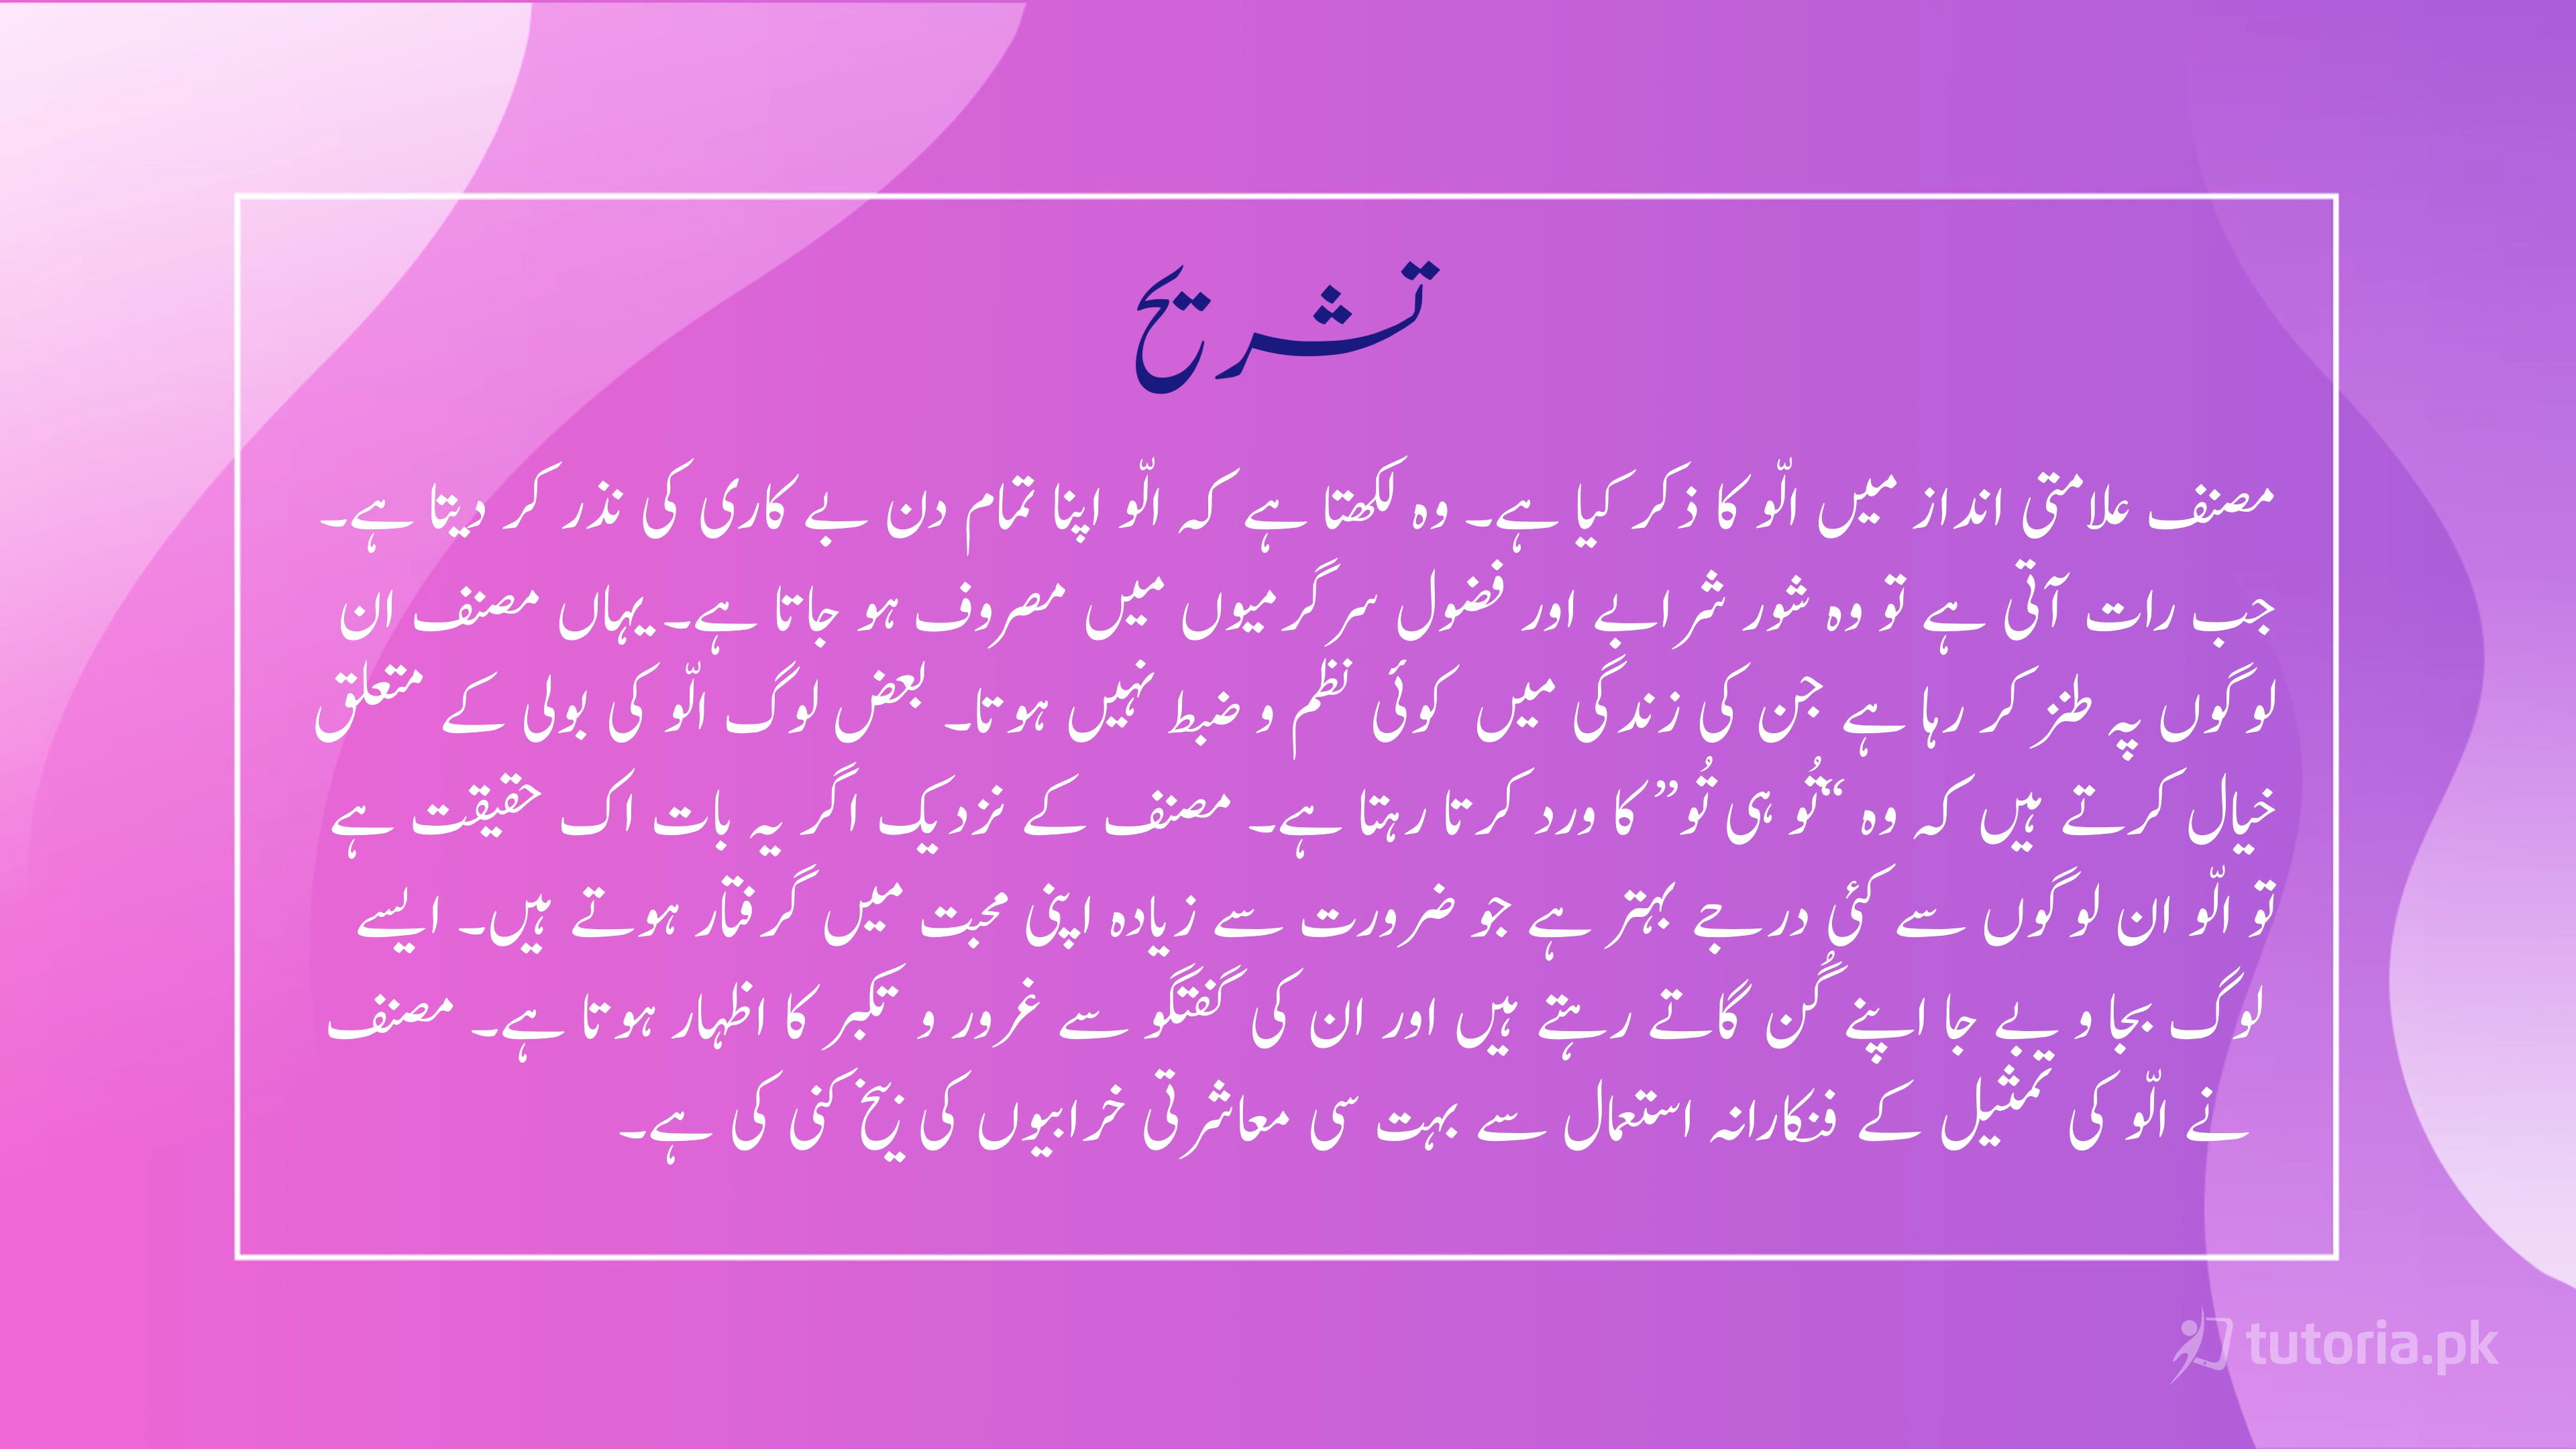 تشریح
مصنف علامتی انداز میں الّو کا ذکر کیا ہے۔ وہ لکھتا ہے کہ الّو اپنا تمام دن بے کاری کی نذر کر دیتا ہے۔
جب رات آتی ہے تو وہ شور شرابے اور فضول سرگرمیوں میں مصروف ہو جاتا ہے۔ یہاں مصنف ان
لوگوں پہ طنز کر رہا ہے جن کی زندگی میں کوئی نظم و ضبط نہیں ہوتا۔ بعض لوگ الّو کی بولی کے متعلق
خیال کرتے ہیں کہ وہ “تُو ہی تُو” کا ورد کرتا رہتا ہے۔ مصنف کے نزدیک اگر یہ بات اک حقیقت ہے
تو الّو ان لوگوں سے کئی درجے بہتر ہے جو ضرورت سے زیادہ اپنی محبت میں گرفتار ہوتے ہیں۔ ایسے
لوگ بجا و بے جا اپنے گُن گاتے رہتے ہیں اور ان کی گفتگو سے غرور و تکبر کا اظہار ہوتا ہے۔ مصنف
نے الّو کی تمثیل کے فنکارانہ استعمال سے بہت سی معاشرتی خرابیوں کی بیخ کنی کی ہے۔
tutoria.pk